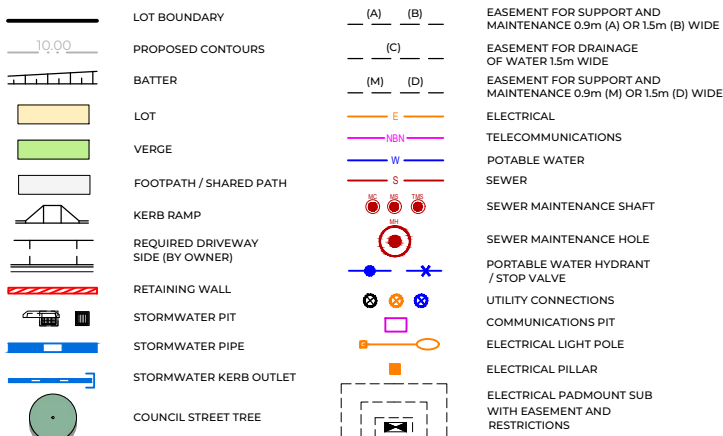 LOT BOUNDARY
10.00
PROPOSED CONTOURS
BATTER
LOT
VERGE
FOOTPATH / SHARED PATH
KERB RAMP
REQUIRED DRIVEWAY
SIDE (BY OWNER)
RETAINING WALL
STORMWATER PIT
STORMWATER PIPE
STORMWATER KERB OUTLET
COUNCIL STREET TREE
(A) (B)
EASEMENT FOR SUPPORT AND
MAINTENANCE 0.9m (A) OR 1.5m (B) WIDE
(C)
EASEMENT FOR DRAINAGE
OF WATER 1.5m WIDE
(M) (D)
EASEMENT FOR SUPPORT AND
MAINTENANCE 0.9m (M) OR 1.5m (D) WIDE
E
ELECTRICAL
NBN
TELECOMMUNICATIONS
W
POTABLE WATER
S
SEWER
MC MS TMS
SEWER MAINTENANCE SHAFT
MH
SEWER MAINTENANCE HOLE
PORTABLE WATER HYDRANT
/ STOP VALVE
UTILITY CONNECTIONS
COMMUNICATIONS PIT
ELECTRICAL LIGHT POLE
ELECTRICAL PILLAR
ELECTRICAL PADMOUNT SUB
WITH EASEMENT AND
RESTRICTIONS